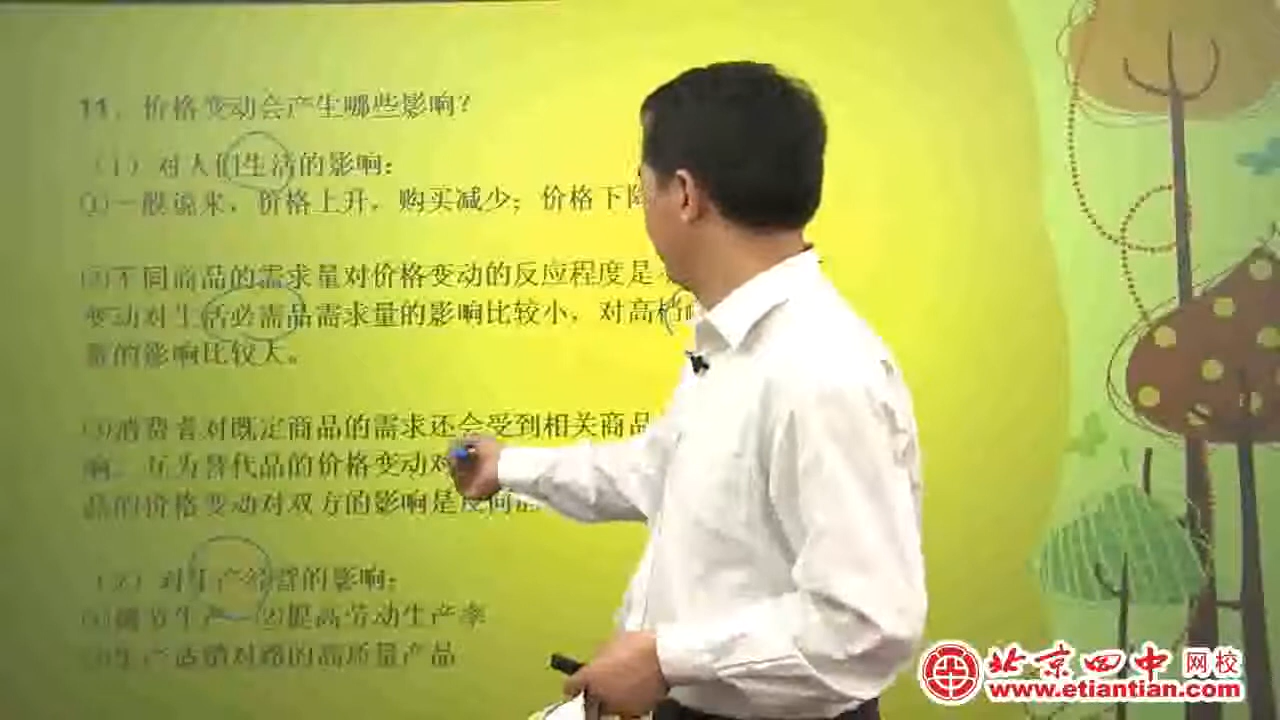 11．价格变动会产生哪些影响？
（1）对人们生活的影响：
①一般说来，价格上升，购买减少；价格下降
②不同商品的需求量对价格变动的反应程度是
变动对生活必需品需求量的影响比较小，对高档
的影响比较大。
③消费者对既定商品的需求还会受到相关商品
响。互为替代品的价格变动对
品的价格变动对双方的影响是反向
（2）对生产经营的影响：
①调节生产 ②提高劳动生产率
③生产适销对路的高质量产品
北京四中网校
www.etiantian.com